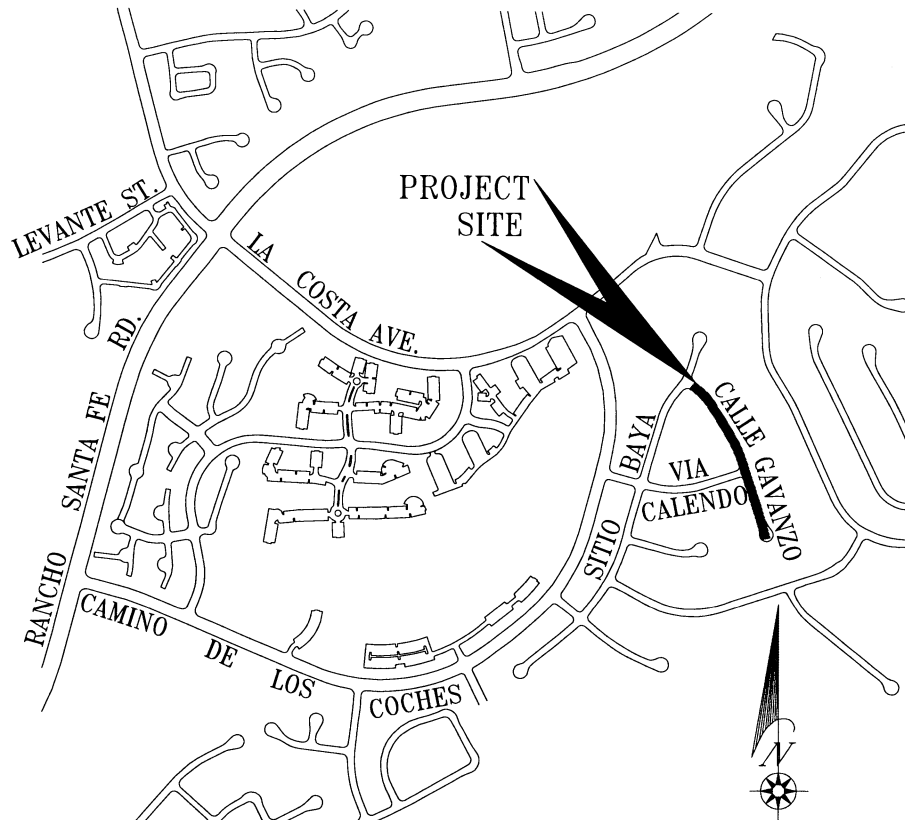 PROJECT
SITE
LEVANTE ST.
LA COSTA AVE.
RANCHO SANTA FE RD.
CALLE GAVANZO
SITIO BAYA
VIA
CALENDO
CAMINO DE LOS COCHES
N